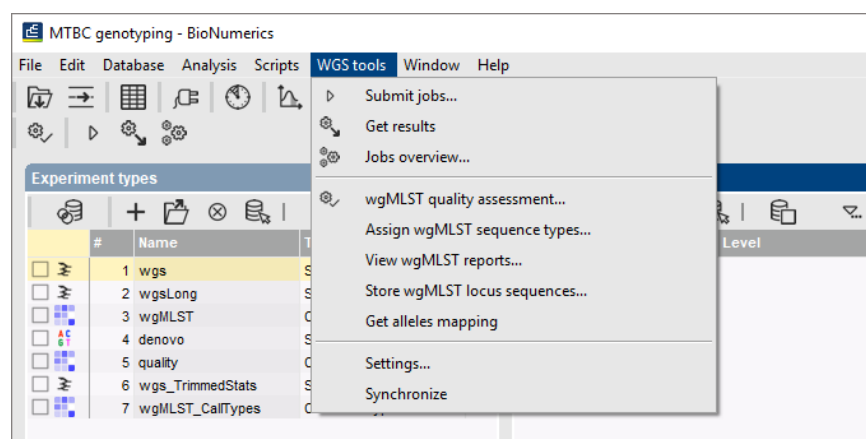 MTBC genotyping - BioNumerics
File Edit Database Analysis Scripts WGS tools Window Help
Submit jobs...
Get results
Jobs overview...
wgMLST quality assessment...
Assign wgMLST sequence types...
View wgMLST reports...
Store wgMLST locus sequences...
Get alleles mapping
Settings...
Synchronize
Experiment types
# Name Level
1 wgs
2 wgsLong
3 wgMLST
4 denovo
5 quality
6 wgs_TrimmedStats
7 wgMLST_CallTypes